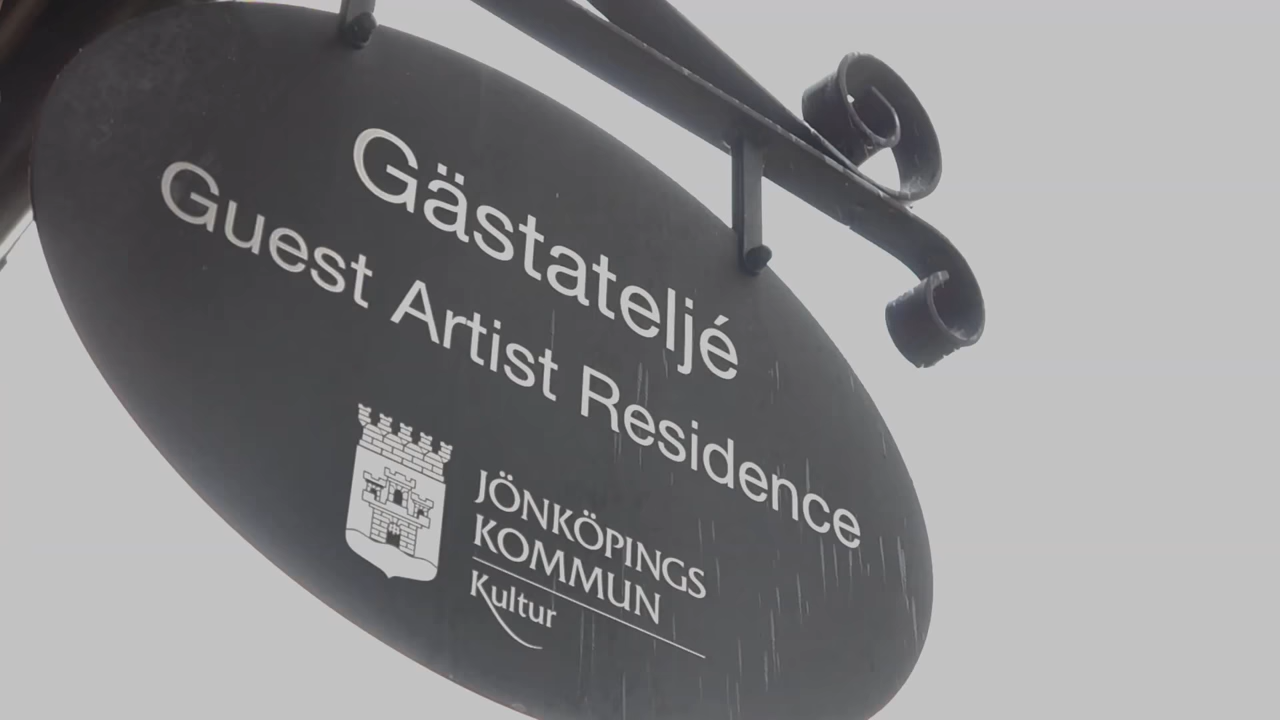 Gästateljé
Guest Artist Residence
JÖNKÖPINGS
KOMMUN
Kultur